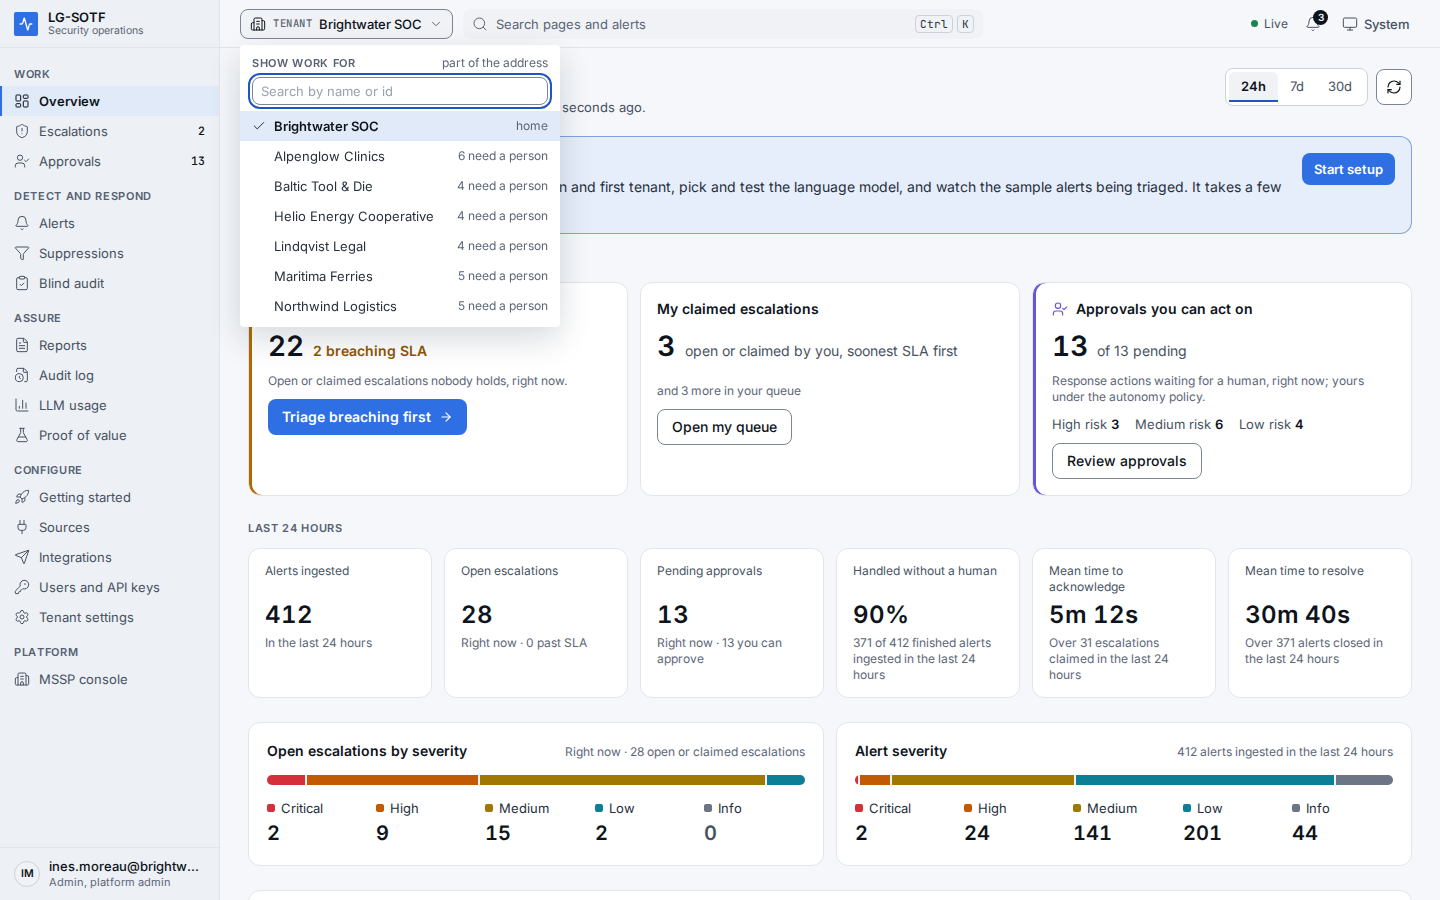 LG-SOTF
Security operations
TENANT Brightwater SOC
Search pages and alerts
Ctrl K
Live
3
System
WORK
Overview
Escalations 2
Approvals 13
DETECT AND RESPOND
Alerts
Suppressions
Blind audit
ASSURE
Reports
Audit log
LLM usage
Proof of value
CONFIGURE
Getting started
Sources
Integrations
Users and API keys
Tenant settings
PLATFORM
MSSP console
IM
ines.moreau@brightw...
Admin, platform admin
SHOW WORK FOR part of the address
Search by name or id
Brightwater SOC home
Alpenglow Clinics 6 need a person
Baltic Tool & Die 4 need a person
Helio Energy Cooperative 4 need a person
Lindqvist Legal 4 need a person
Maritima Ferries 5 need a person
Northwind Logistics 5 need a person
seconds ago.
24h 7d 30d
and first tenant, pick and test the language model, and watch the sample alerts being triaged. It takes a few
Start setup
22 2 breaching SLA
Open or claimed escalations nobody holds, right now.
Triage breaching first
My claimed escalations
3 open or claimed by you, soonest SLA first
and 3 more in your queue
Open my queue
Approvals you can act on
13 of 13 pending
Response actions waiting for a human, right now; yours
under the autonomy policy.
High risk 3 Medium risk 6 Low risk 4
Review approvals
LAST 24 HOURS
Alerts ingested
412
In the last 24 hours
Open escalations
28
Right now · 0 past SLA
Pending approvals
13
Right now · 13 you can
approve
Handled without a human
90%
371 of 412 finished alerts
ingested in the last 24
hours
Mean time to
acknowledge
5m 12s
Over 31 escalations
claimed in the last 24
hours
Mean time to resolve
30m 40s
Over 371 alerts closed in
the last 24 hours
Open escalations by severity
Right now · 28 open or claimed escalations
Critical High Medium Low Info
2 9 15 2 0
Alert severity
412 alerts ingested in the last 24 hours
Critical High Medium Low Info
2 24 141 201 44